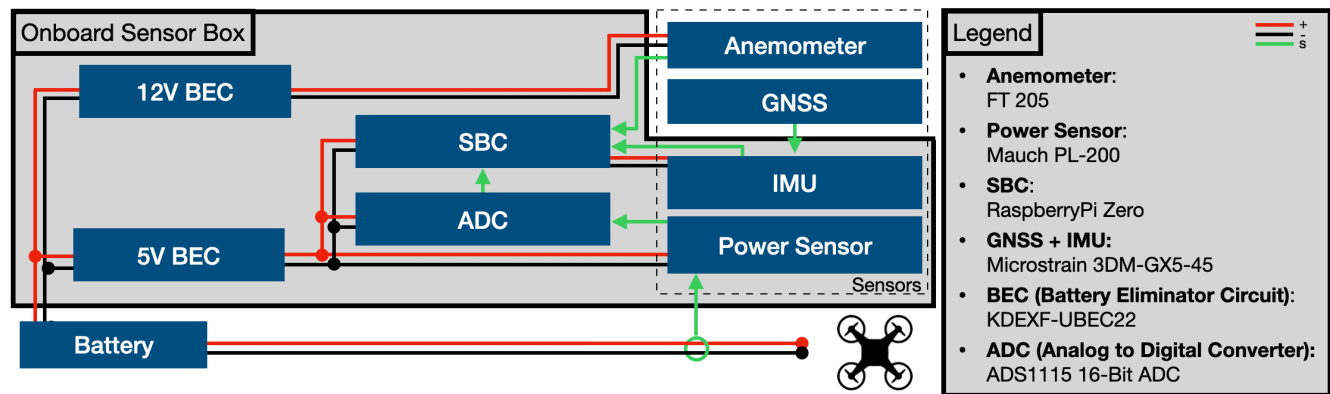 Onboard Sensor Box
12V BEC
5V BEC
Battery
SBC
ADC
Anemometer
GNSS
IMU
Power Sensor
Sensors
Legend
+
-
s
• Anemometer:
FT 205
• Power Sensor:
Mauch PL-200
• SBC:
RaspberryPi Zero
• GNSS + IMU:
Microstrain 3DM-GX5-45
• BEC (Battery Eliminator Circuit):
KDEXF-UBEC22
• ADC (Analog to Digital Converter):
ADS1115 16-Bit ADC